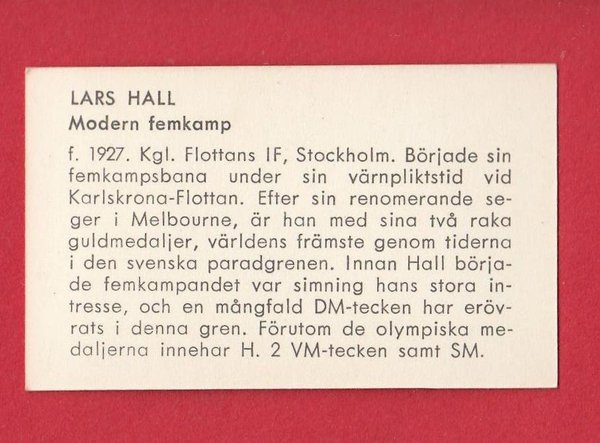 LARS HALL
Modern femkamp
f. 1927. Kgl. Flottans IF, Stockholm. Började sin
femkampsbana under sin värnpliktstid vid
Karlskrona-Flottan. Efter sin renomerande se-
ger i Melbourne, är han med sina två raka
guldmedaljer, världens främste genom tiderna
i den svenska paradgrenen. Innan Hall börja-
de femkampandet var simning hans stora in-
tresse, och en mångfald DM-tecken har eröv-
rats i denna gren. Förutom de olympiska me-
daljerna innehar H. 2 VM-tecken samt SM.